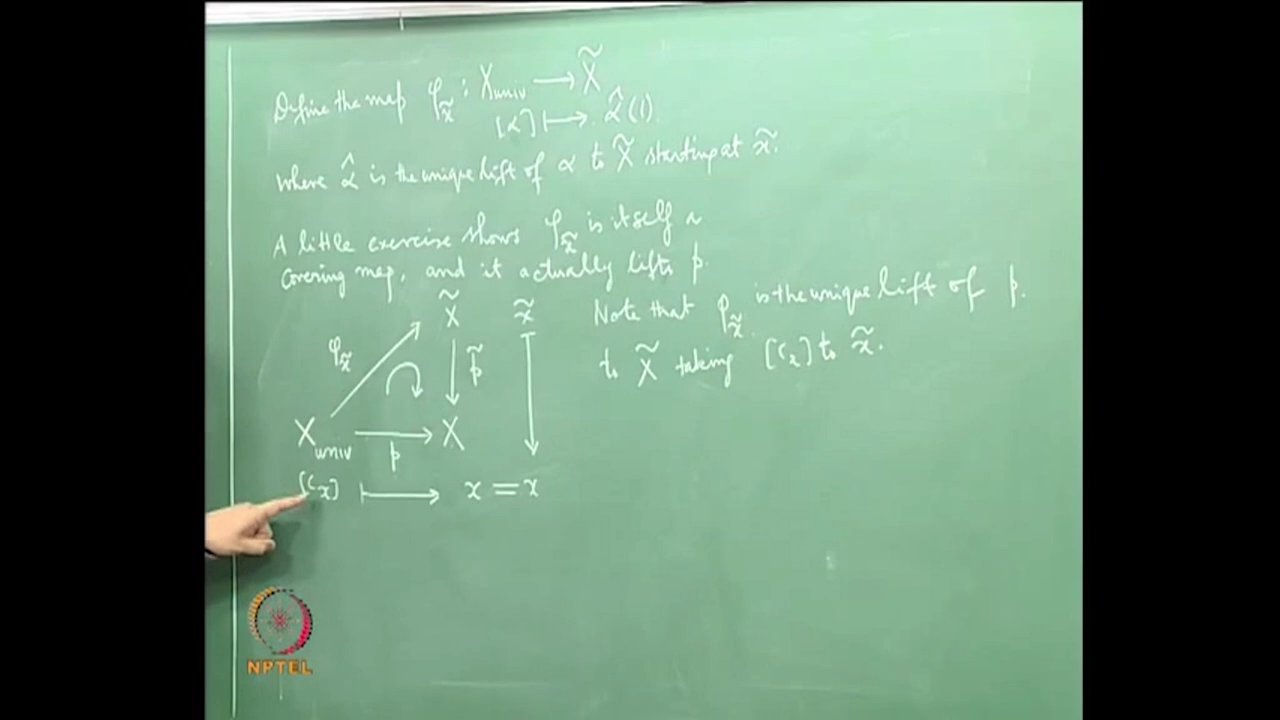 Define the map φ_x̃ : X_univ → X̃
[α] ↦ α̂(1).
where α̂ is the unique lift of α to X̃ starting at x̃.
A little exercise shows φ_x̃ is itself a
covering map, and it actually lifts p.
X̃ x̃
φ_x̃ p̃
X_univ → X
p
[c_x] ↦ x = x
Note that φ_x̃ is the unique lift of p.
to X̃ taking [c_x] to x̃.
NPTEL